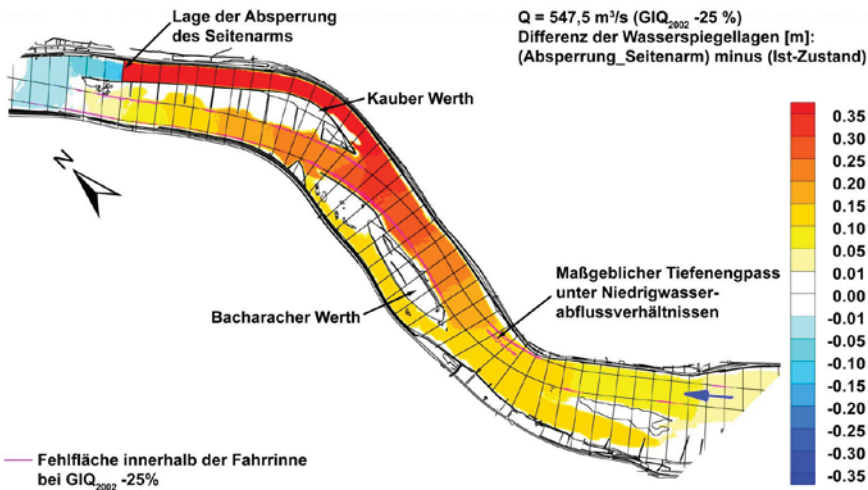 Lage der Absperrung
des Seitenarms
Q = 547,5 m³/s (GlQ2002 -25 %)
Differenz der Wasserspiegellagen [m]:
(Absperrung_Seitenarm) minus (Ist-Zustand)
Kauber Werth
N
Maßgeblicher Tiefenengpass
unter Niedrigwasser-
abflussverhältnissen
Bacharacher Werth
0.35
0.30
0.25
0.20
0.15
0.10
0.05
0.01
0.00
-0.01
-0.05
-0.10
-0.15
-0.20
-0.25
-0.30
-0.35
Fehlfläche innerhalb der Fahrrinne
bei GlQ2002 -25%